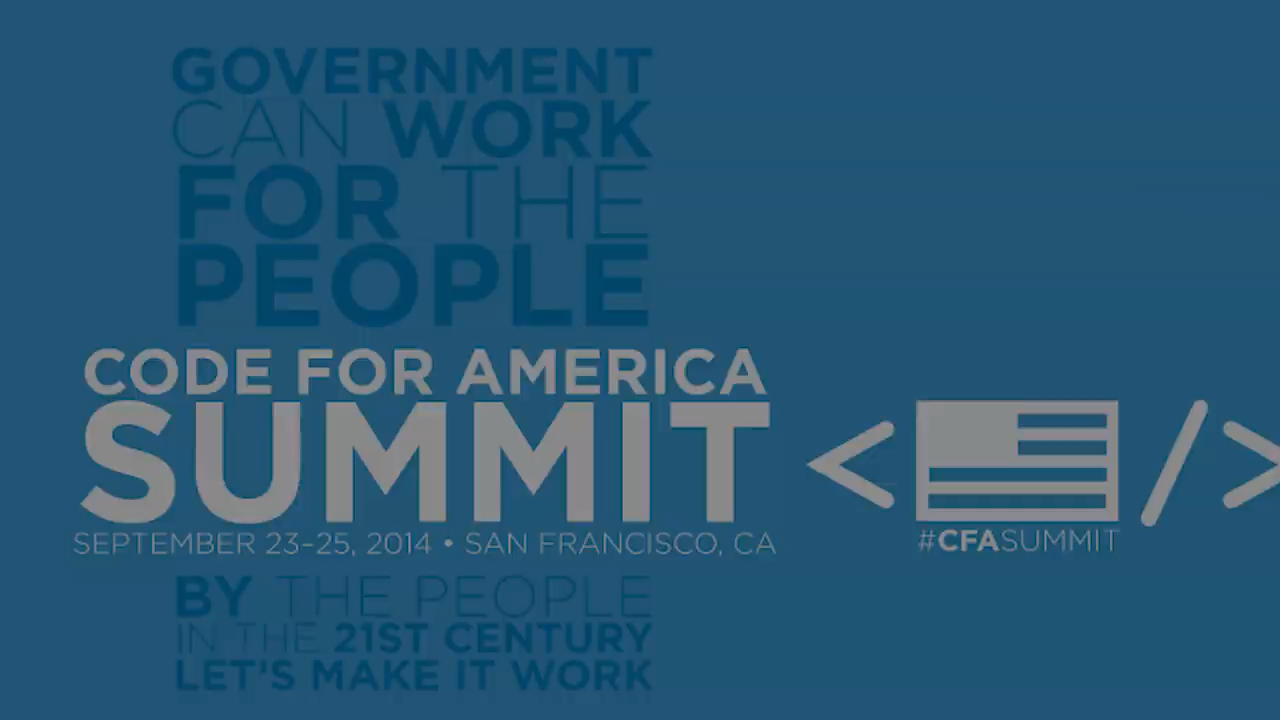 GOVERNMENT
CAN WORK
FOR THE
PEOPLE
CODE FOR AMERICA
SUMMIT
SEPTEMBER 23-25, 2014 • SAN FRANCISCO, CA
< / >
#CFASUMMIT
BY THE PEOPLE
IN THE 21ST CENTURY
LET'S MAKE IT WORK